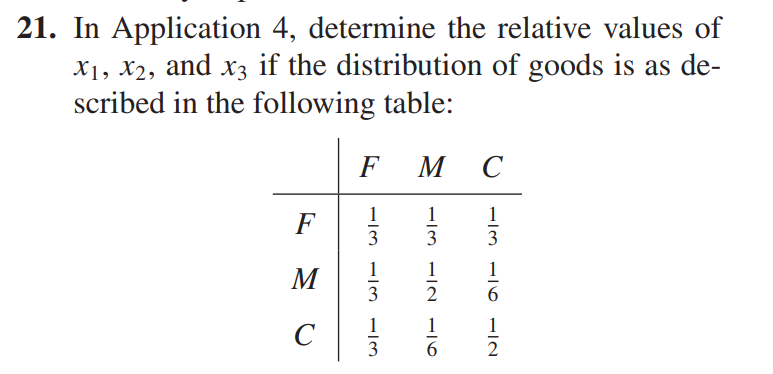 21. In Application 4, determine the relative values of
x₁, x₂, and x₃ if the distribution of goods is as de-
scribed in the following table:
F M C
F 1/3 1/3 1/3
M 1/3 1/2 1/6
C 1/3 1/6 1/2